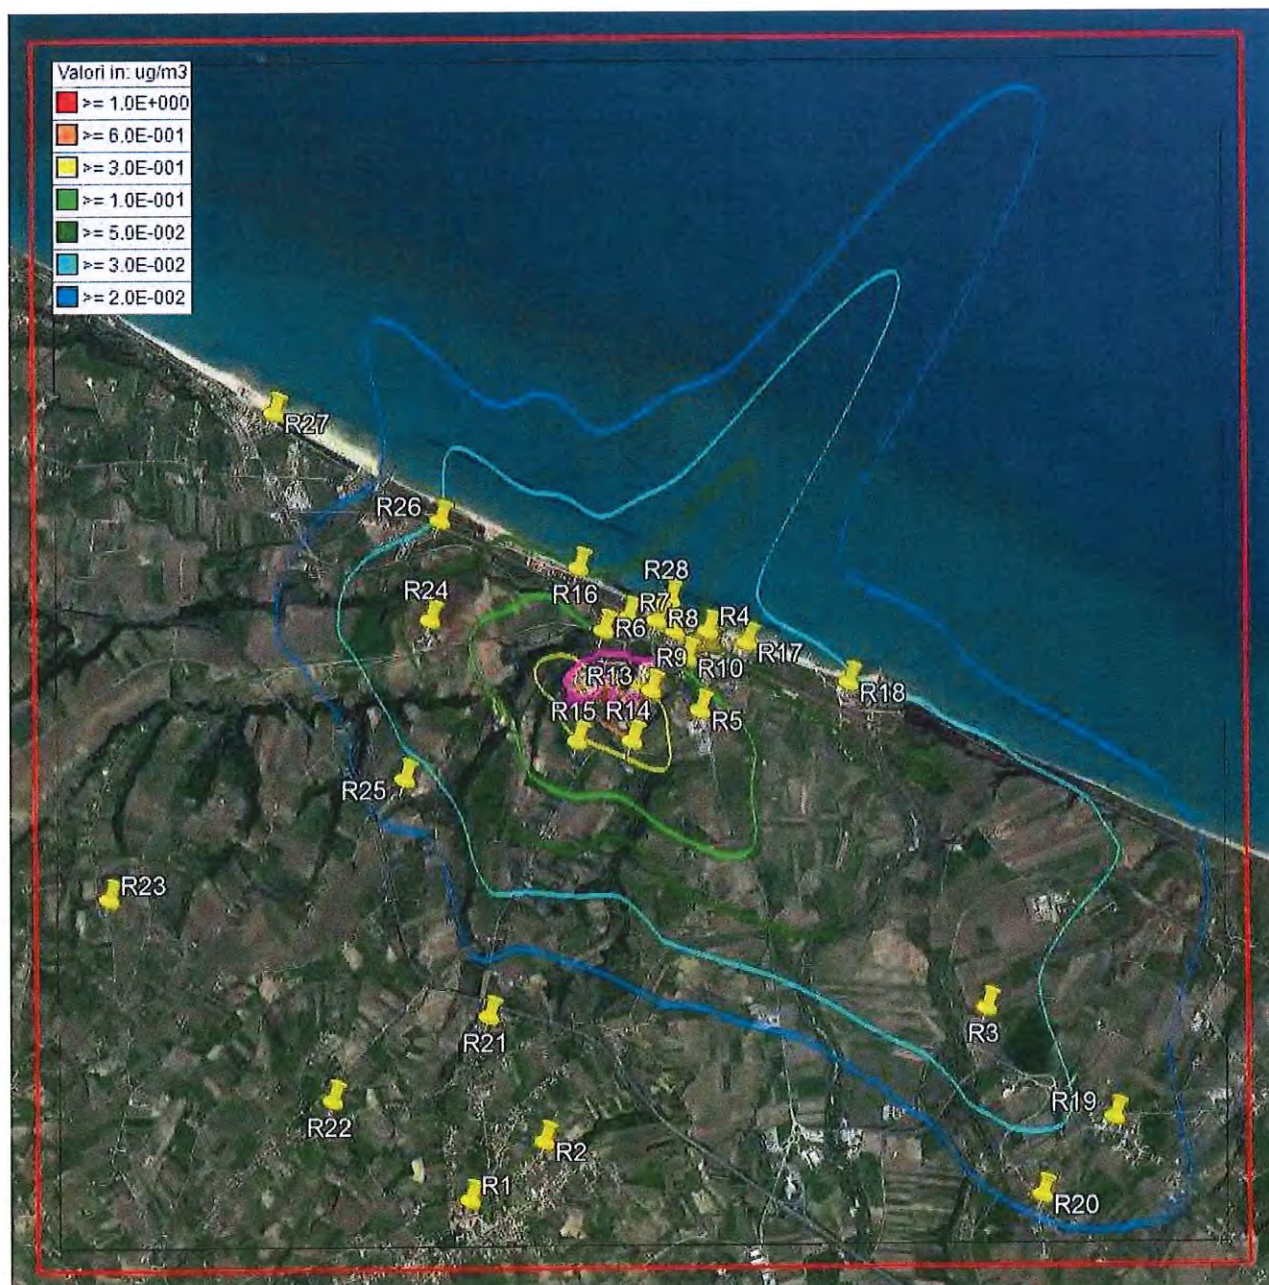 Valori in: ug/m3
>= 1.0E+000
>= 6.0E-001
>= 3.0E-001
>= 1.0E-001
>= 5.0E-002
>= 3.0E-002
>= 2.0E-002
R27
R26
R16
R28
R24
R7
R6
R8
R4
R17
R9
R10
R13
R18
R15
R14
R5
R25
R23
R3
R21
R22
R19
R2
R1
R20